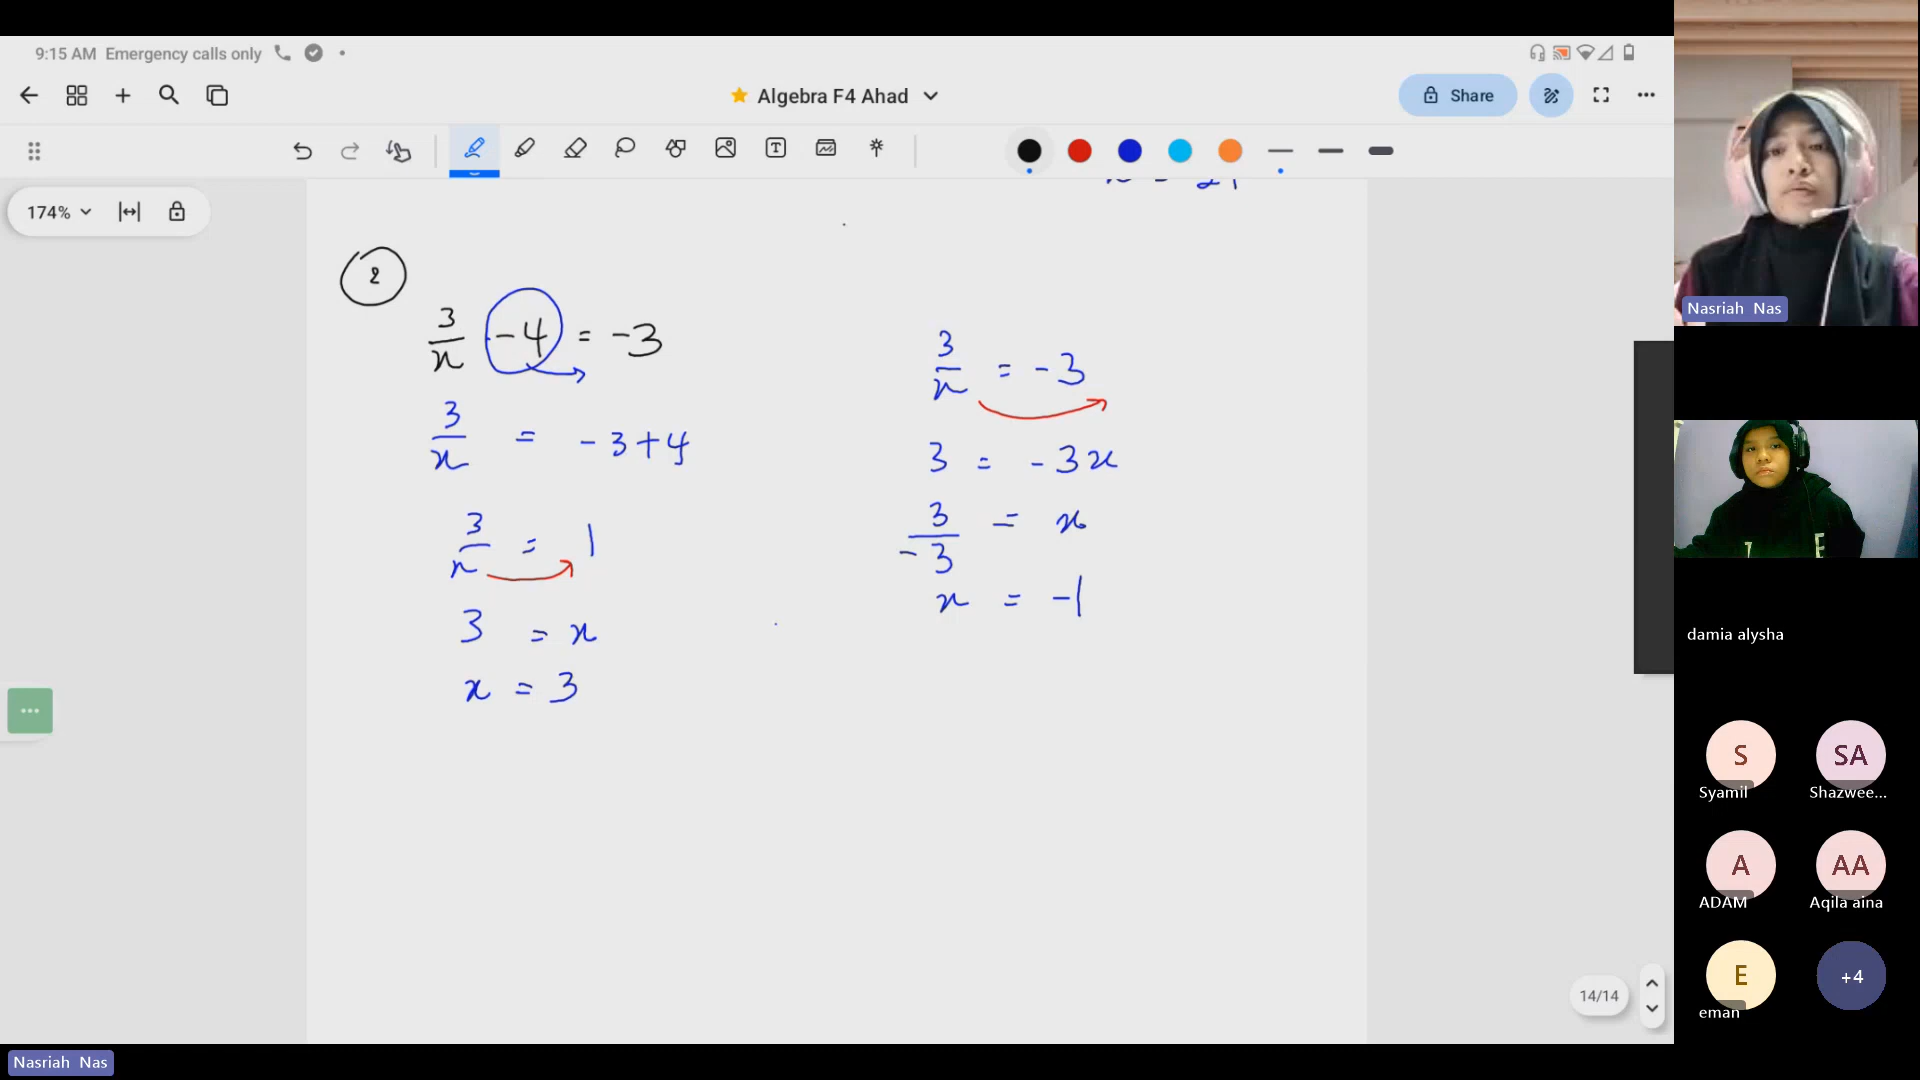 9:15 AM Emergency calls only
Algebra F4 Ahad
Share
174%
2
3/x - 4 = -3
3/x = -3 + 4
3/x = 1
3 = x
x = 3
3/x = -3
3 = -3x
3/-3 = x
x = -1
14/14
Nasriah Nas
Nasriah Nas
damia alysha
S
Syamil
SA
Shazwee...
A
ADAM
AA
Aqila aina
E
eman
+4